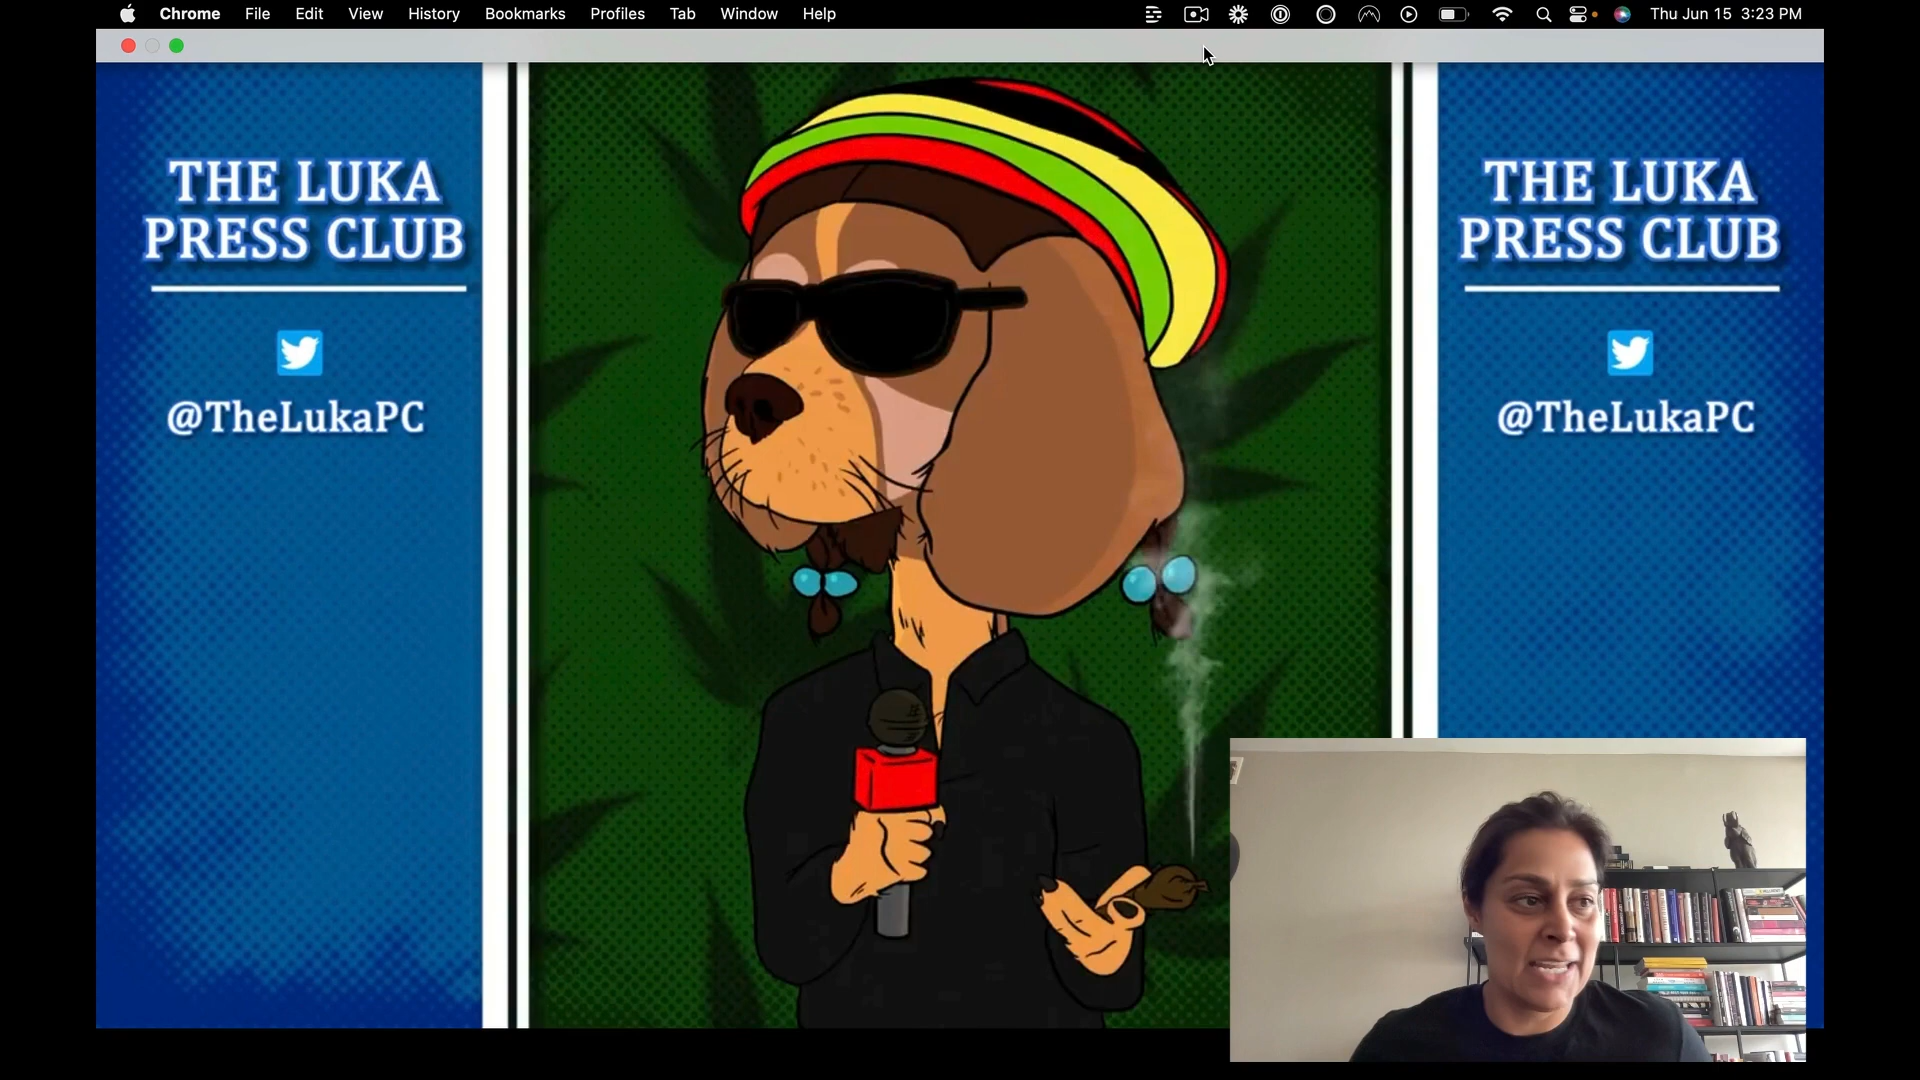 Chrome File Edit View History Bookmarks Profiles Tab Window Help Thu Jun 15 3:23 PM
THE LUKA
PRESS CLUB
@TheLukaPC
THE LUKA
PRESS CLUB
@TheLukaPC